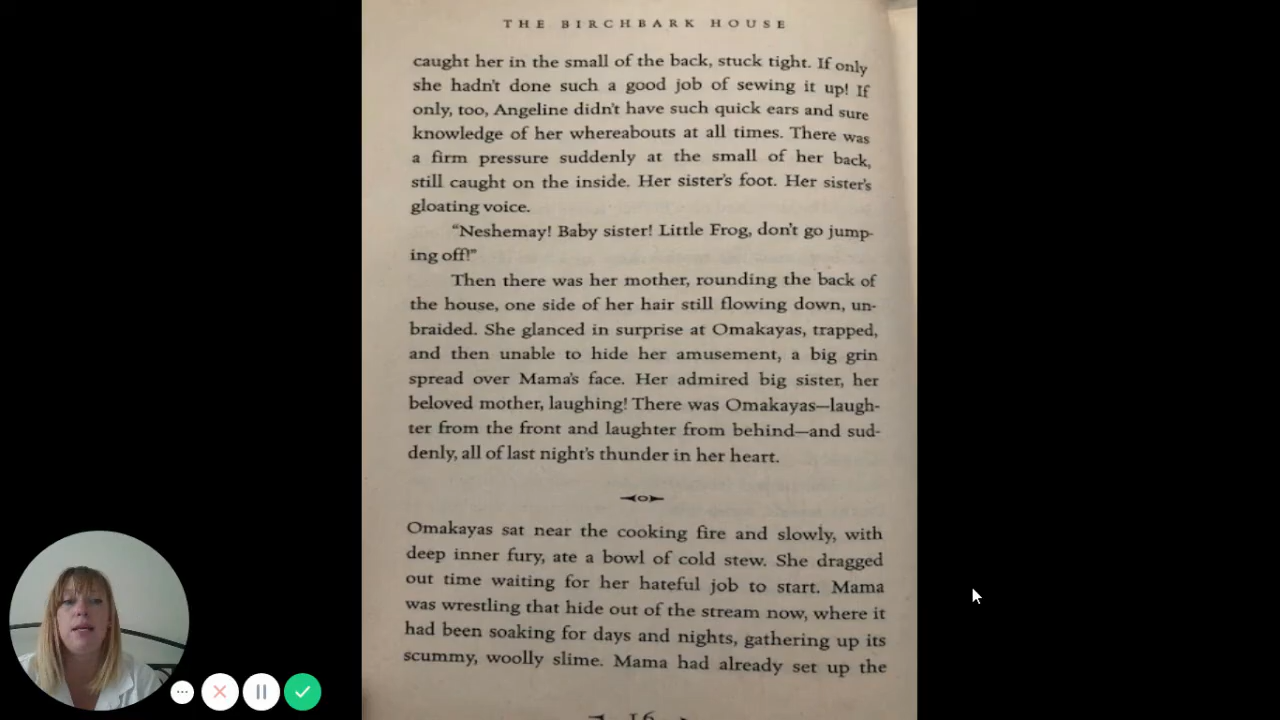 THE BIRCHBARK HOUSE
caught her in the small of the back, stuck tight. If only
she hadn't done such a good job of sewing it up! If
only, too, Angeline didn't have such quick ears and sure
knowledge of her whereabouts at all times. There was
a firm pressure suddenly at the small of her back,
still caught on the inside. Her sister's foot. Her sister's
gloating voice.
“Neshemay! Baby sister! Little Frog, don't go jump-
ing off!”
Then there was her mother, rounding the back of
the house, one side of her hair still flowing down, un-
braided. She glanced in surprise at Omakayas, trapped,
and then unable to hide her amusement, a big grin
spread over Mama's face. Her admired big sister, her
beloved mother, laughing! There was Omakayas—laugh-
ter from the front and laughter from behind—and sud-
denly, all of last night's thunder in her heart.
Omakayas sat near the cooking fire and slowly, with
deep inner fury, ate a bowl of cold stew. She dragged
out time waiting for her hateful job to start. Mama
was wrestling that hide out of the stream now, where it
had been soaking for days and nights, gathering up its
scummy, woolly slime. Mama had already set up the
16